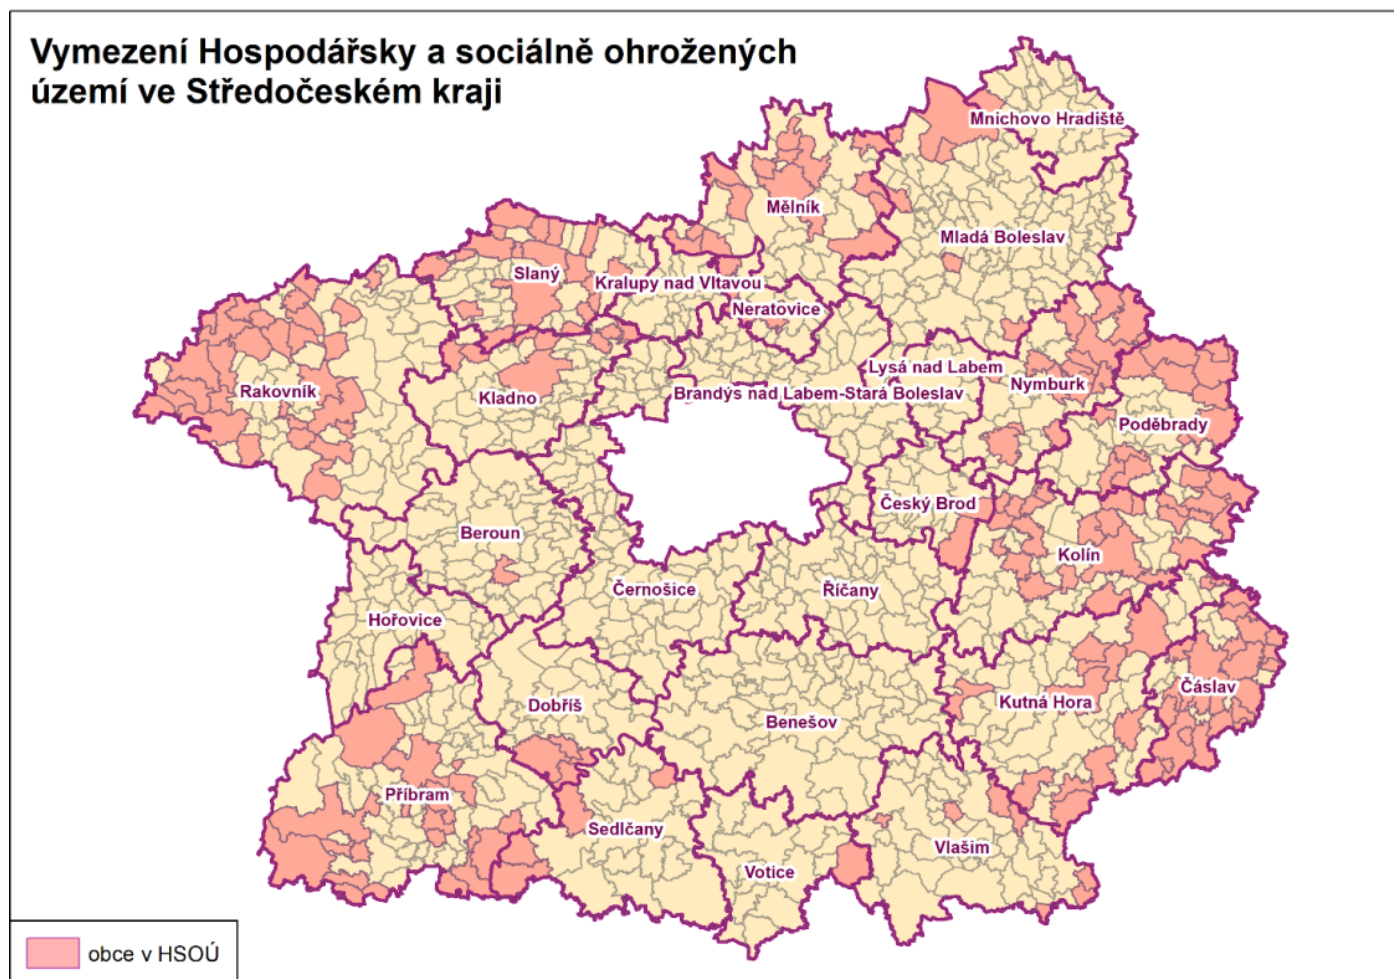 Vymezení Hospodářsky a sociálně ohrožených
území ve Středočeském kraji
Mnichovo Hradiště
Mělník
Mladá Boleslav
Slaný
Kralupy nad Vltavou
Neratovice
Lysá nad Labem
Nymburk
Rakovník
Kladno
Brandýs nad Labem-Stará Boleslav
Poděbrady
Český Brod
Beroun
Kolín
Černošice
Říčany
Hořovice
Čáslav
Kutná Hora
Dobříš
Benešov
Příbram
Sedlčany
Vlašim
Votice
obce v HSOÚ